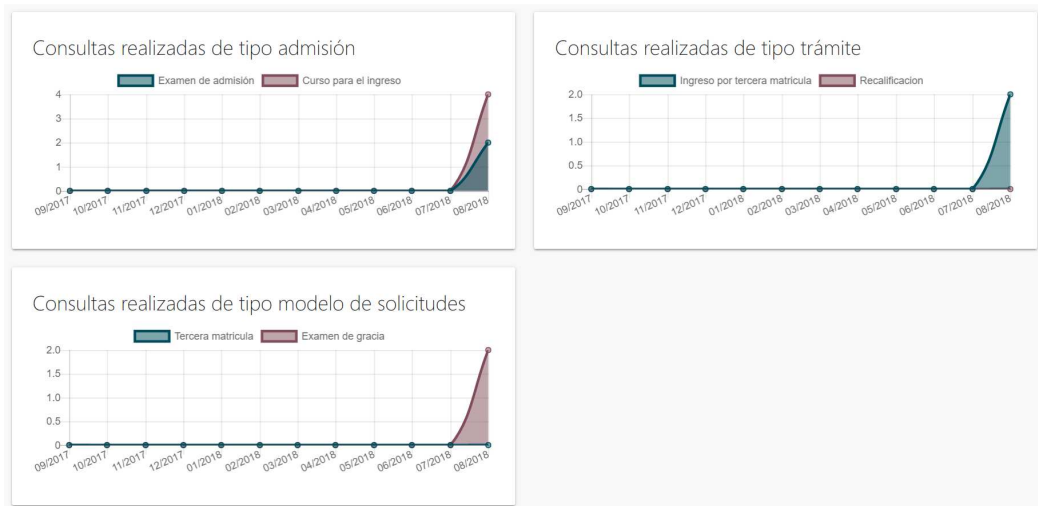 Consultas realizadas de tipo admisión
Examen de admisión Curso para el ingreso
4
3
2
1
0
09/2017 10/2017 11/2017 12/2017 01/2018 02/2018 03/2018 04/2018 05/2018 06/2018 07/2018 08/2018
Consultas realizadas de tipo trámite
Ingreso por tercera matricula Recalificacion
2.0
1.5
1.0
0.5
0
09/2017 10/2017 11/2017 12/2017 01/2018 02/2018 03/2018 04/2018 05/2018 06/2018 07/2018 08/2018
Consultas realizadas de tipo modelo de solicitudes
Tercera matricula Examen de gracia
2.0
1.5
1.0
0.5
0
09/2017 10/2017 11/2017 12/2017 01/2018 02/2018 03/2018 04/2018 05/2018 06/2018 07/2018 08/2018